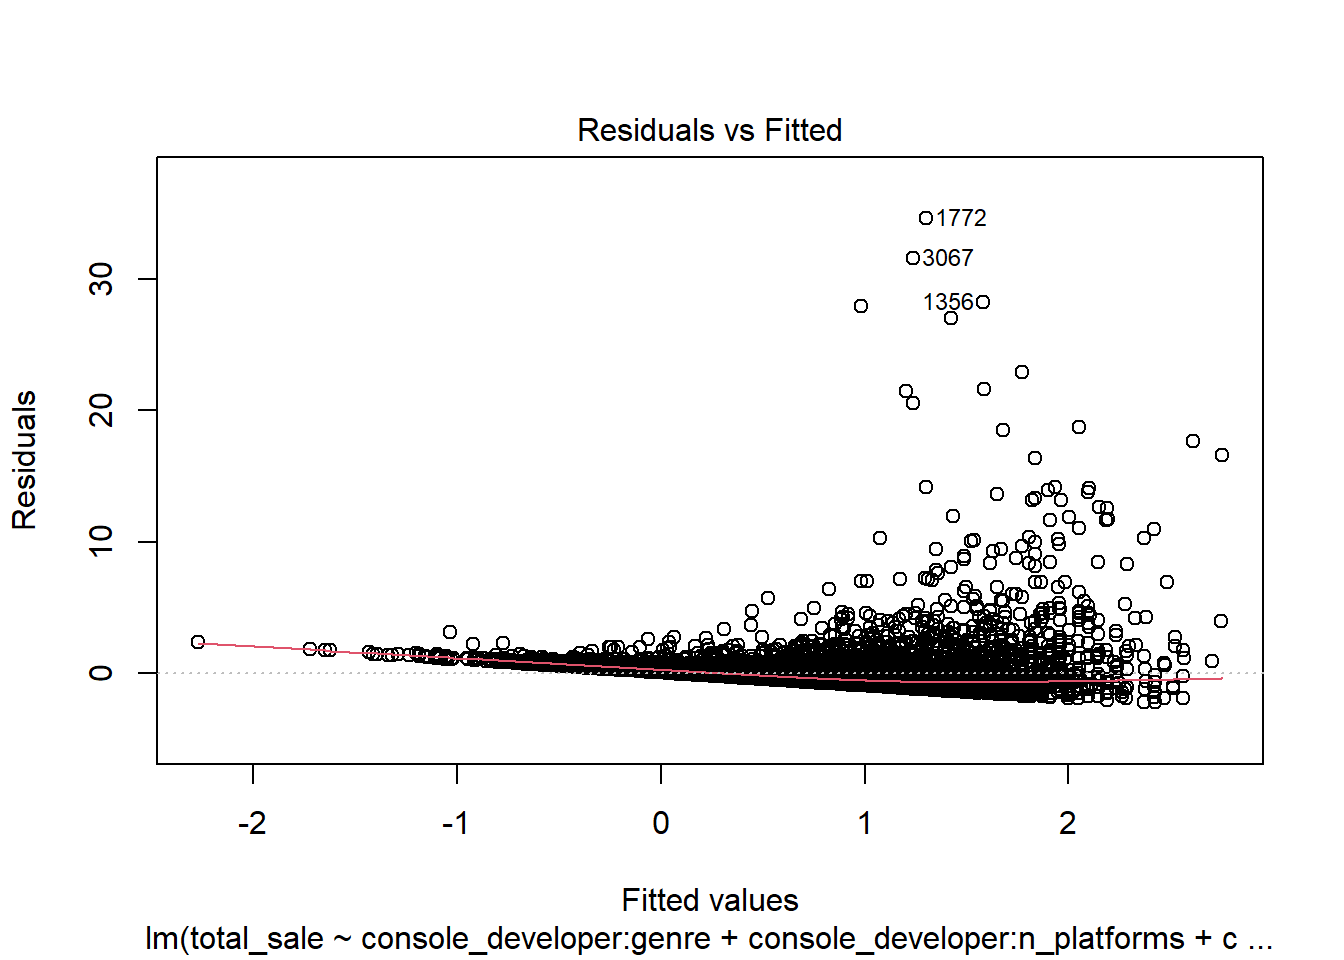 Residuals vs Fitted
1772
3067
1356
30
20
10
0
Residuals
-2 -1 0 1 2
Fitted values
lm(total_sale ~ console_developer:genre + console_developer:n_platforms + c ...